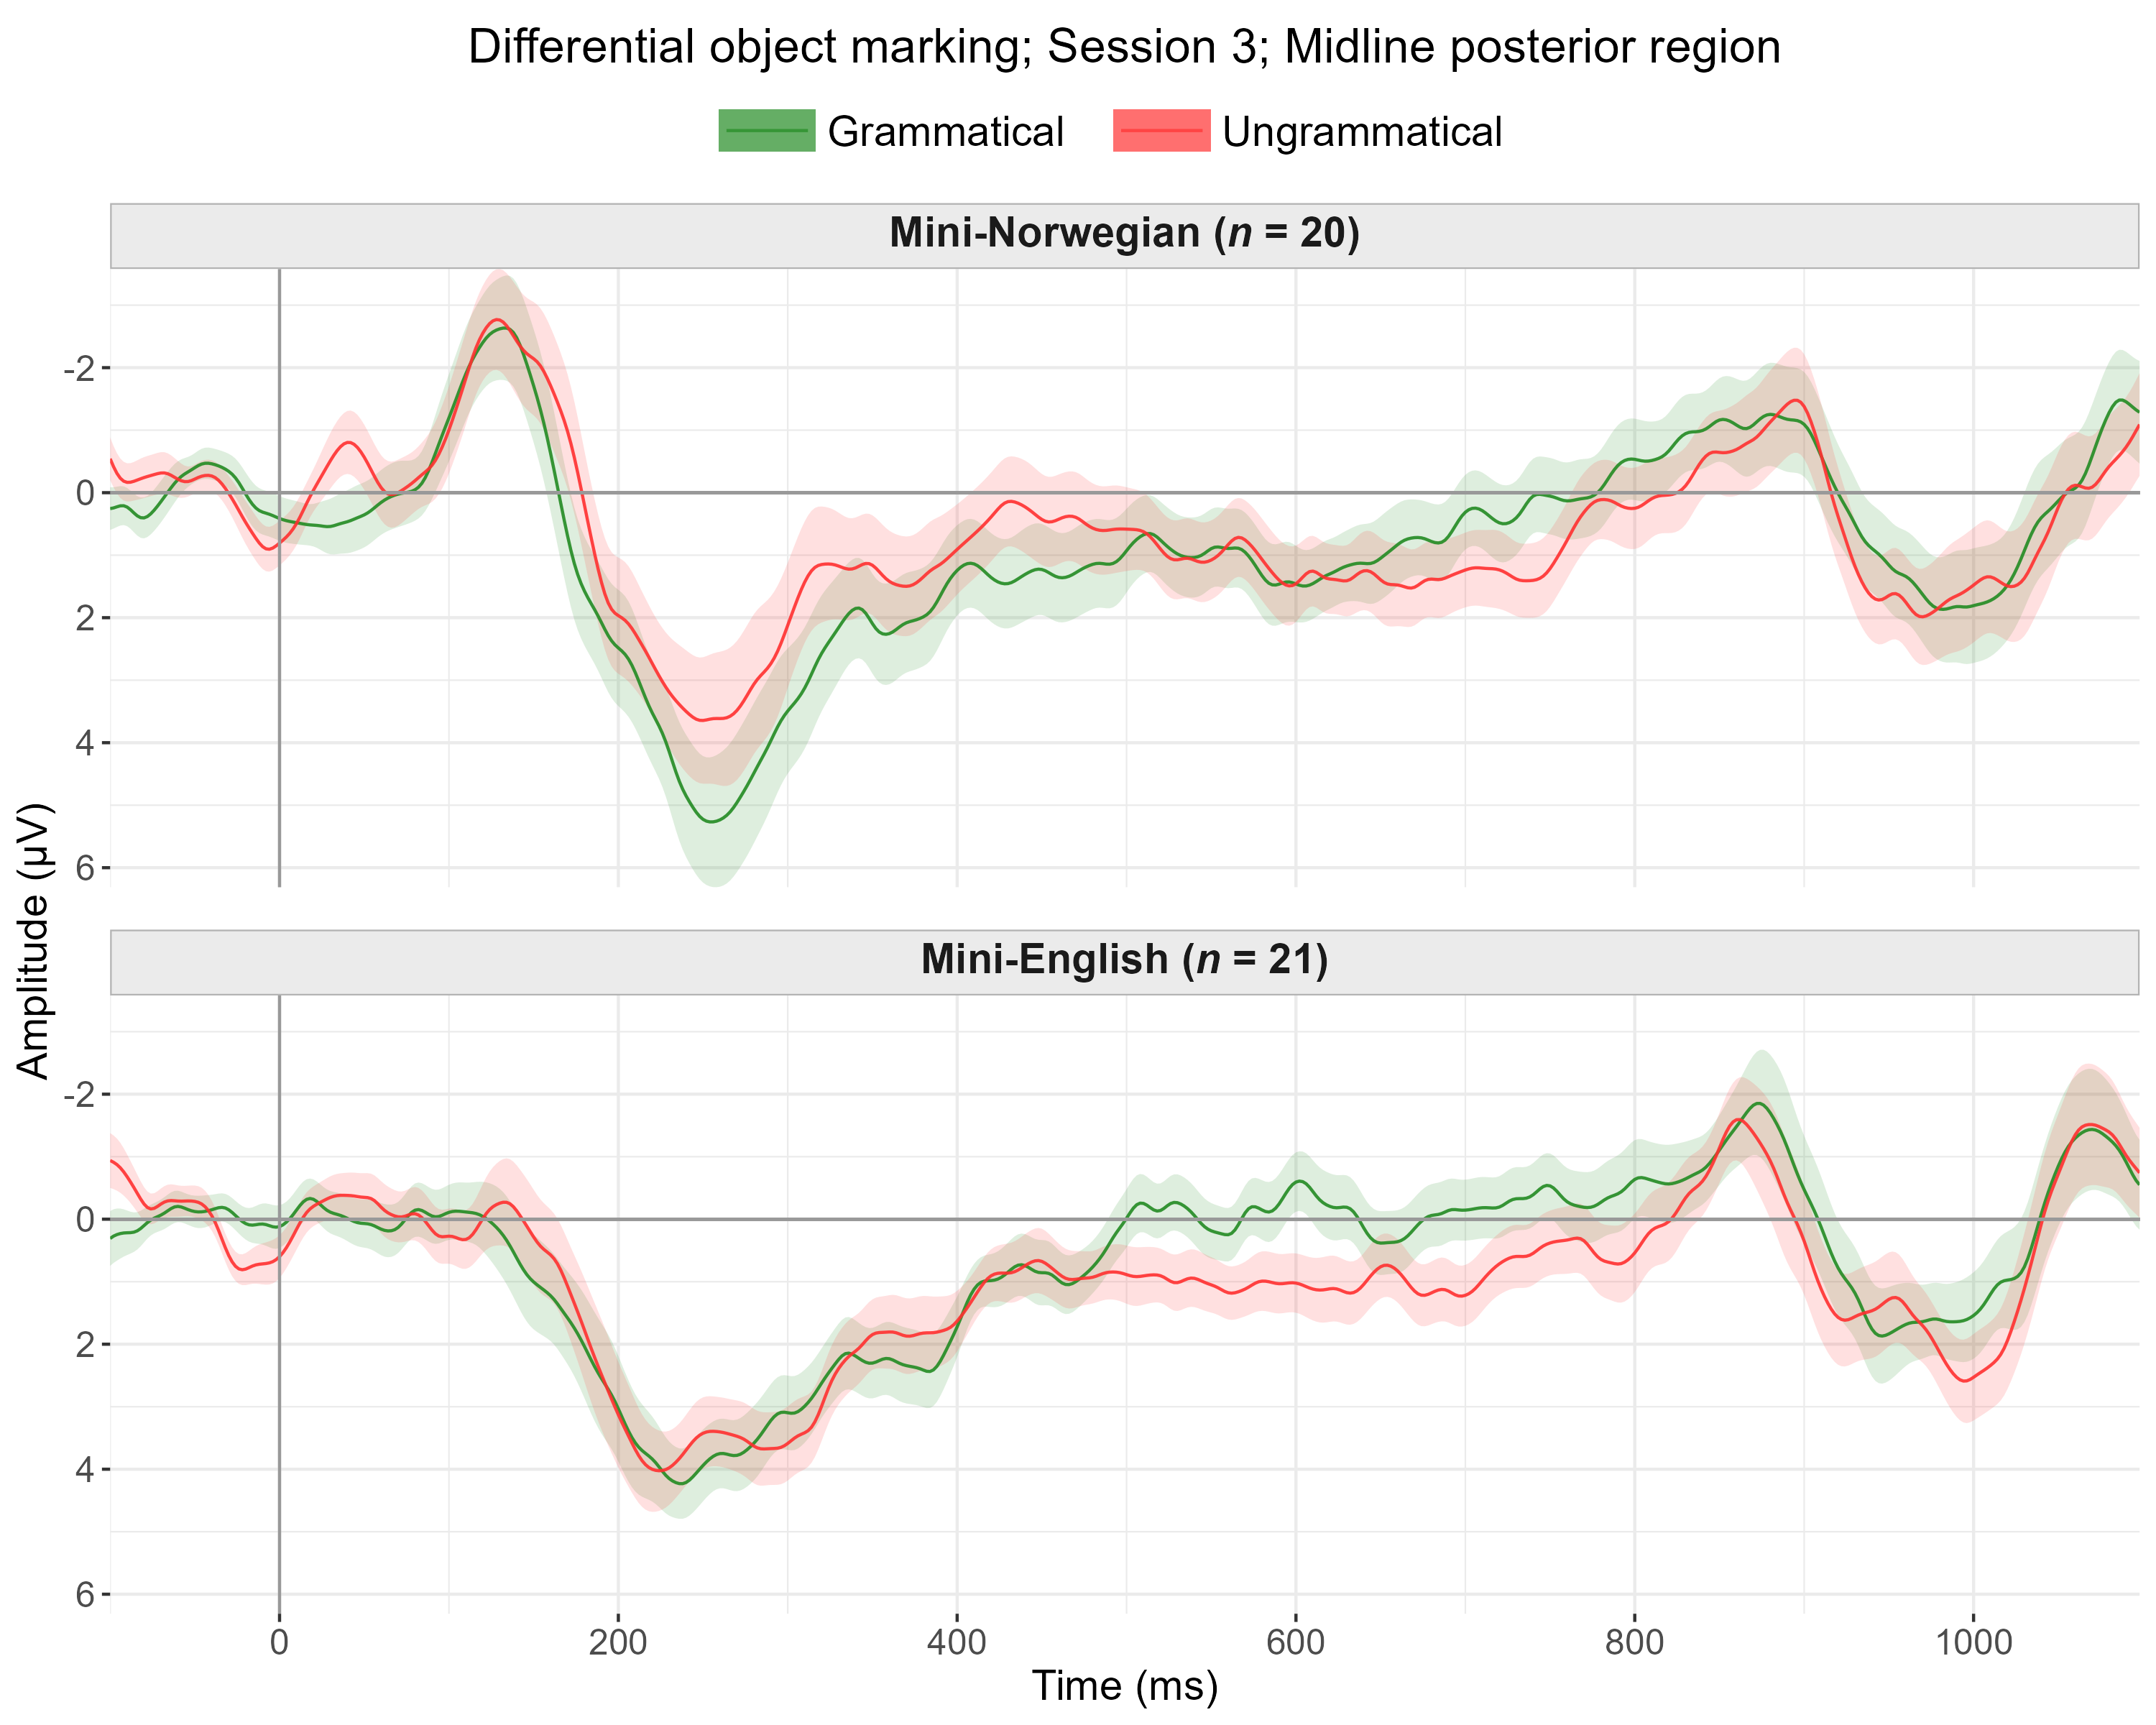 Differential object marking; Session 3; Midline posterior region
Grammatical
Ungrammatical
Mini-Norwegian (n = 20)
-2
0
2
4
6
Amplitude (µV)
Mini-English (n = 21)
-2
0
2
4
6
0 200 400 600 800 1000
Time (ms)